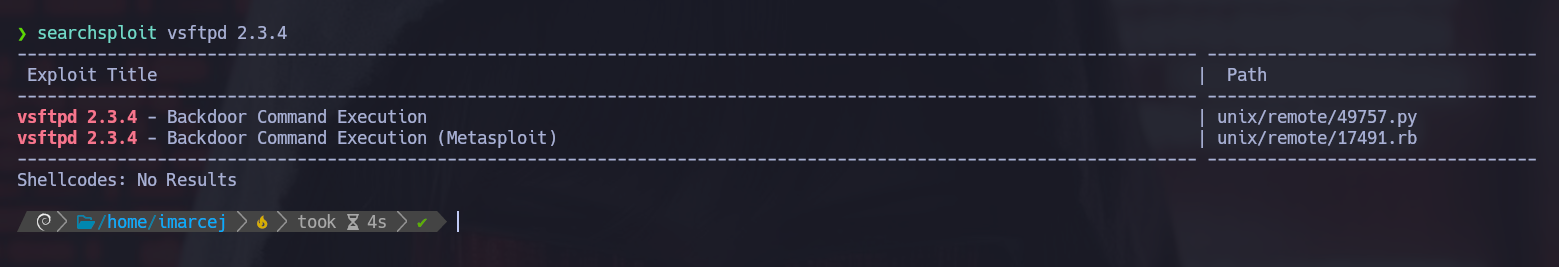 ❯ searchsploit vsftpd 2.3.4
Exploit Title | Path
vsftpd 2.3.4 - Backdoor Command Execution | unix/remote/49757.py
vsftpd 2.3.4 - Backdoor Command Execution (Metasploit) | unix/remote/17491.rb
Shellcodes: No Results
/home/imarcej took 4s ✔